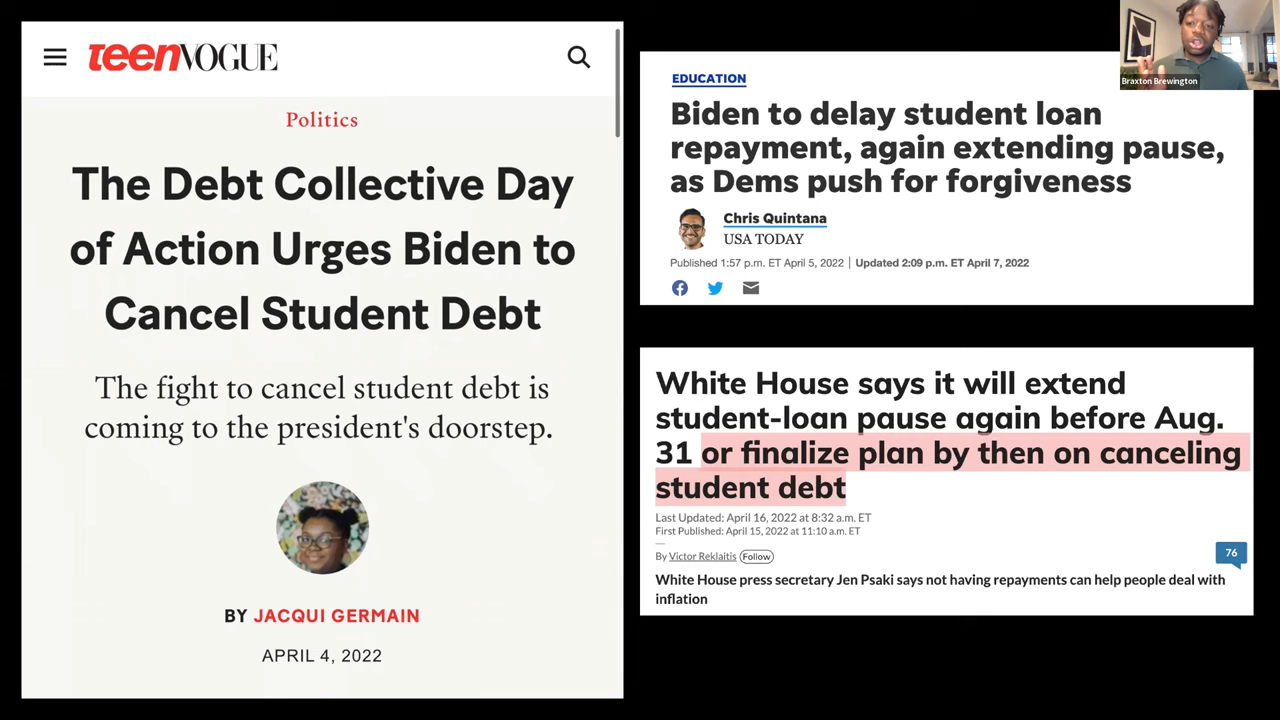 teenVOGUE
Politics
The Debt Collective Day
of Action Urges Biden to
Cancel Student Debt
The fight to cancel student debt is
coming to the president's doorstep.
BY JACQUI GERMAIN
APRIL 4, 2022
EDUCATION
Biden to delay student loan
repayment, again extending pause,
as Dems push for forgiveness
Chris Quintana
USA TODAY
Published 1:57 p.m. ET April 5, 2022 | Updated 2:09 p.m. ET April 7, 2022
White House says it will extend
student-loan pause again before Aug.
31 or finalize plan by then on canceling
student debt
Last Updated: April 16, 2022 at 8:32 a.m. ET
First Published: April 15, 2022 at 11:10 a.m. ET
By Victor Reklaitis Follow
76
White House press secretary Jen Psaki says not having repayments can help people deal with
inflation
Braxton Brewington